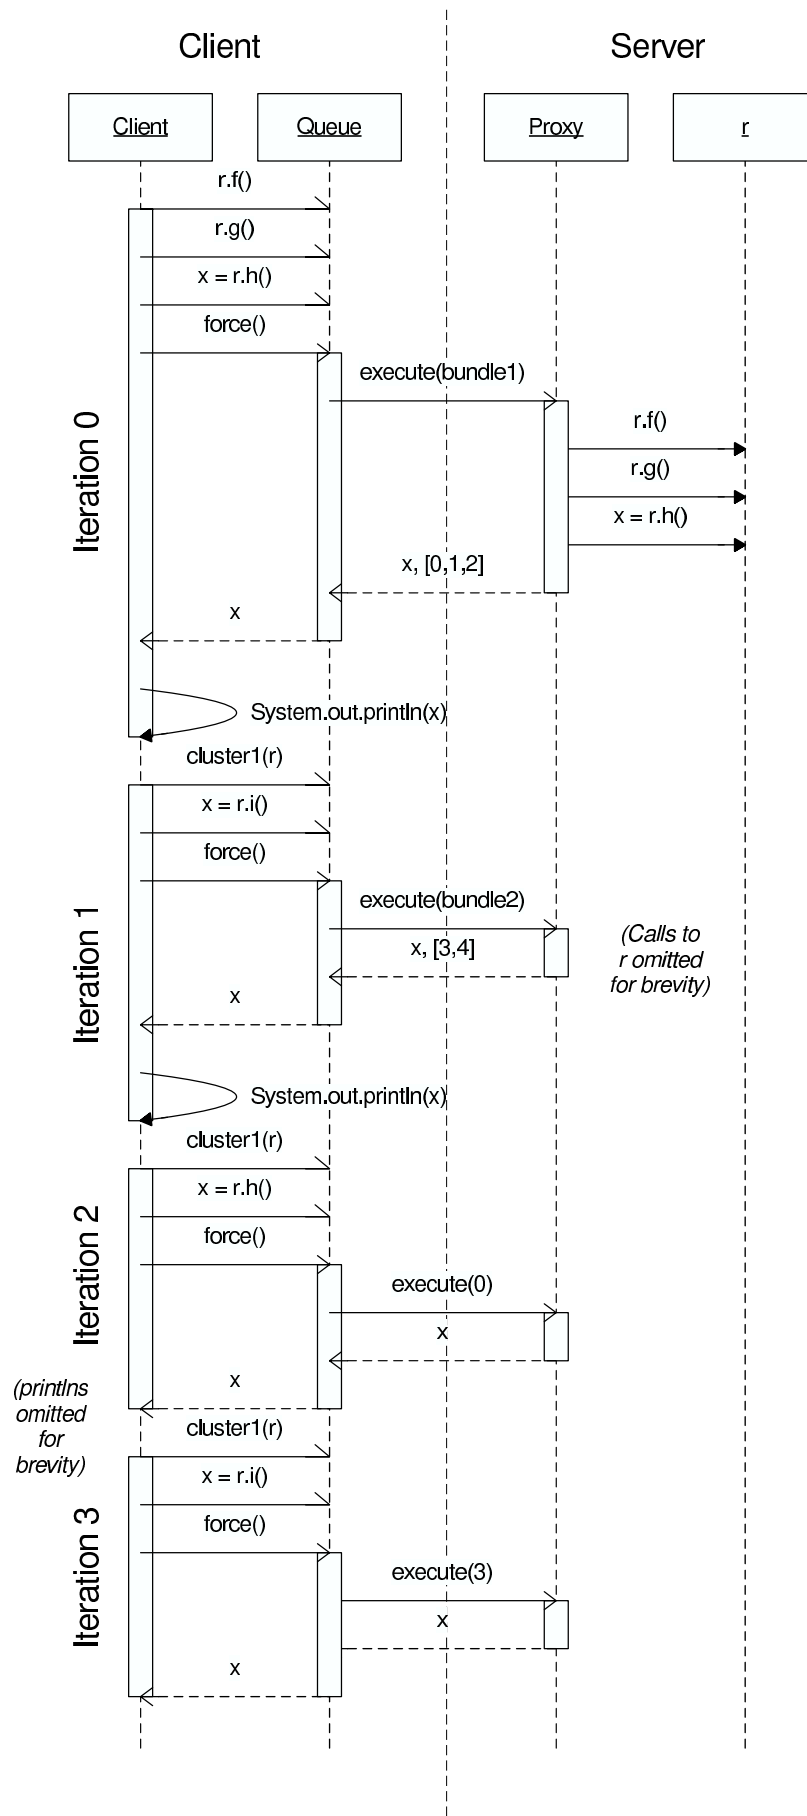 Client
Server
Client
Queue
Proxy
r
r.f()
r.g()
x = r.h()
force()
execute(bundle1)
r.f()
r.g()
x = r.h()
x, [0,1,2]
x
Iteration 0
System.out.println(x)
cluster1(r)
x = r.i()
force()
execute(bundle2)
x, [3,4]
(Calls to
r omitted
for brevity)
x
Iteration 1
System.out.println(x)
cluster1(r)
x = r.h()
force()
execute(0)
x
x
Iteration 2
(printlns
omitted
for
brevity)
cluster1(r)
x = r.i()
force()
execute(3)
x
x
Iteration 3